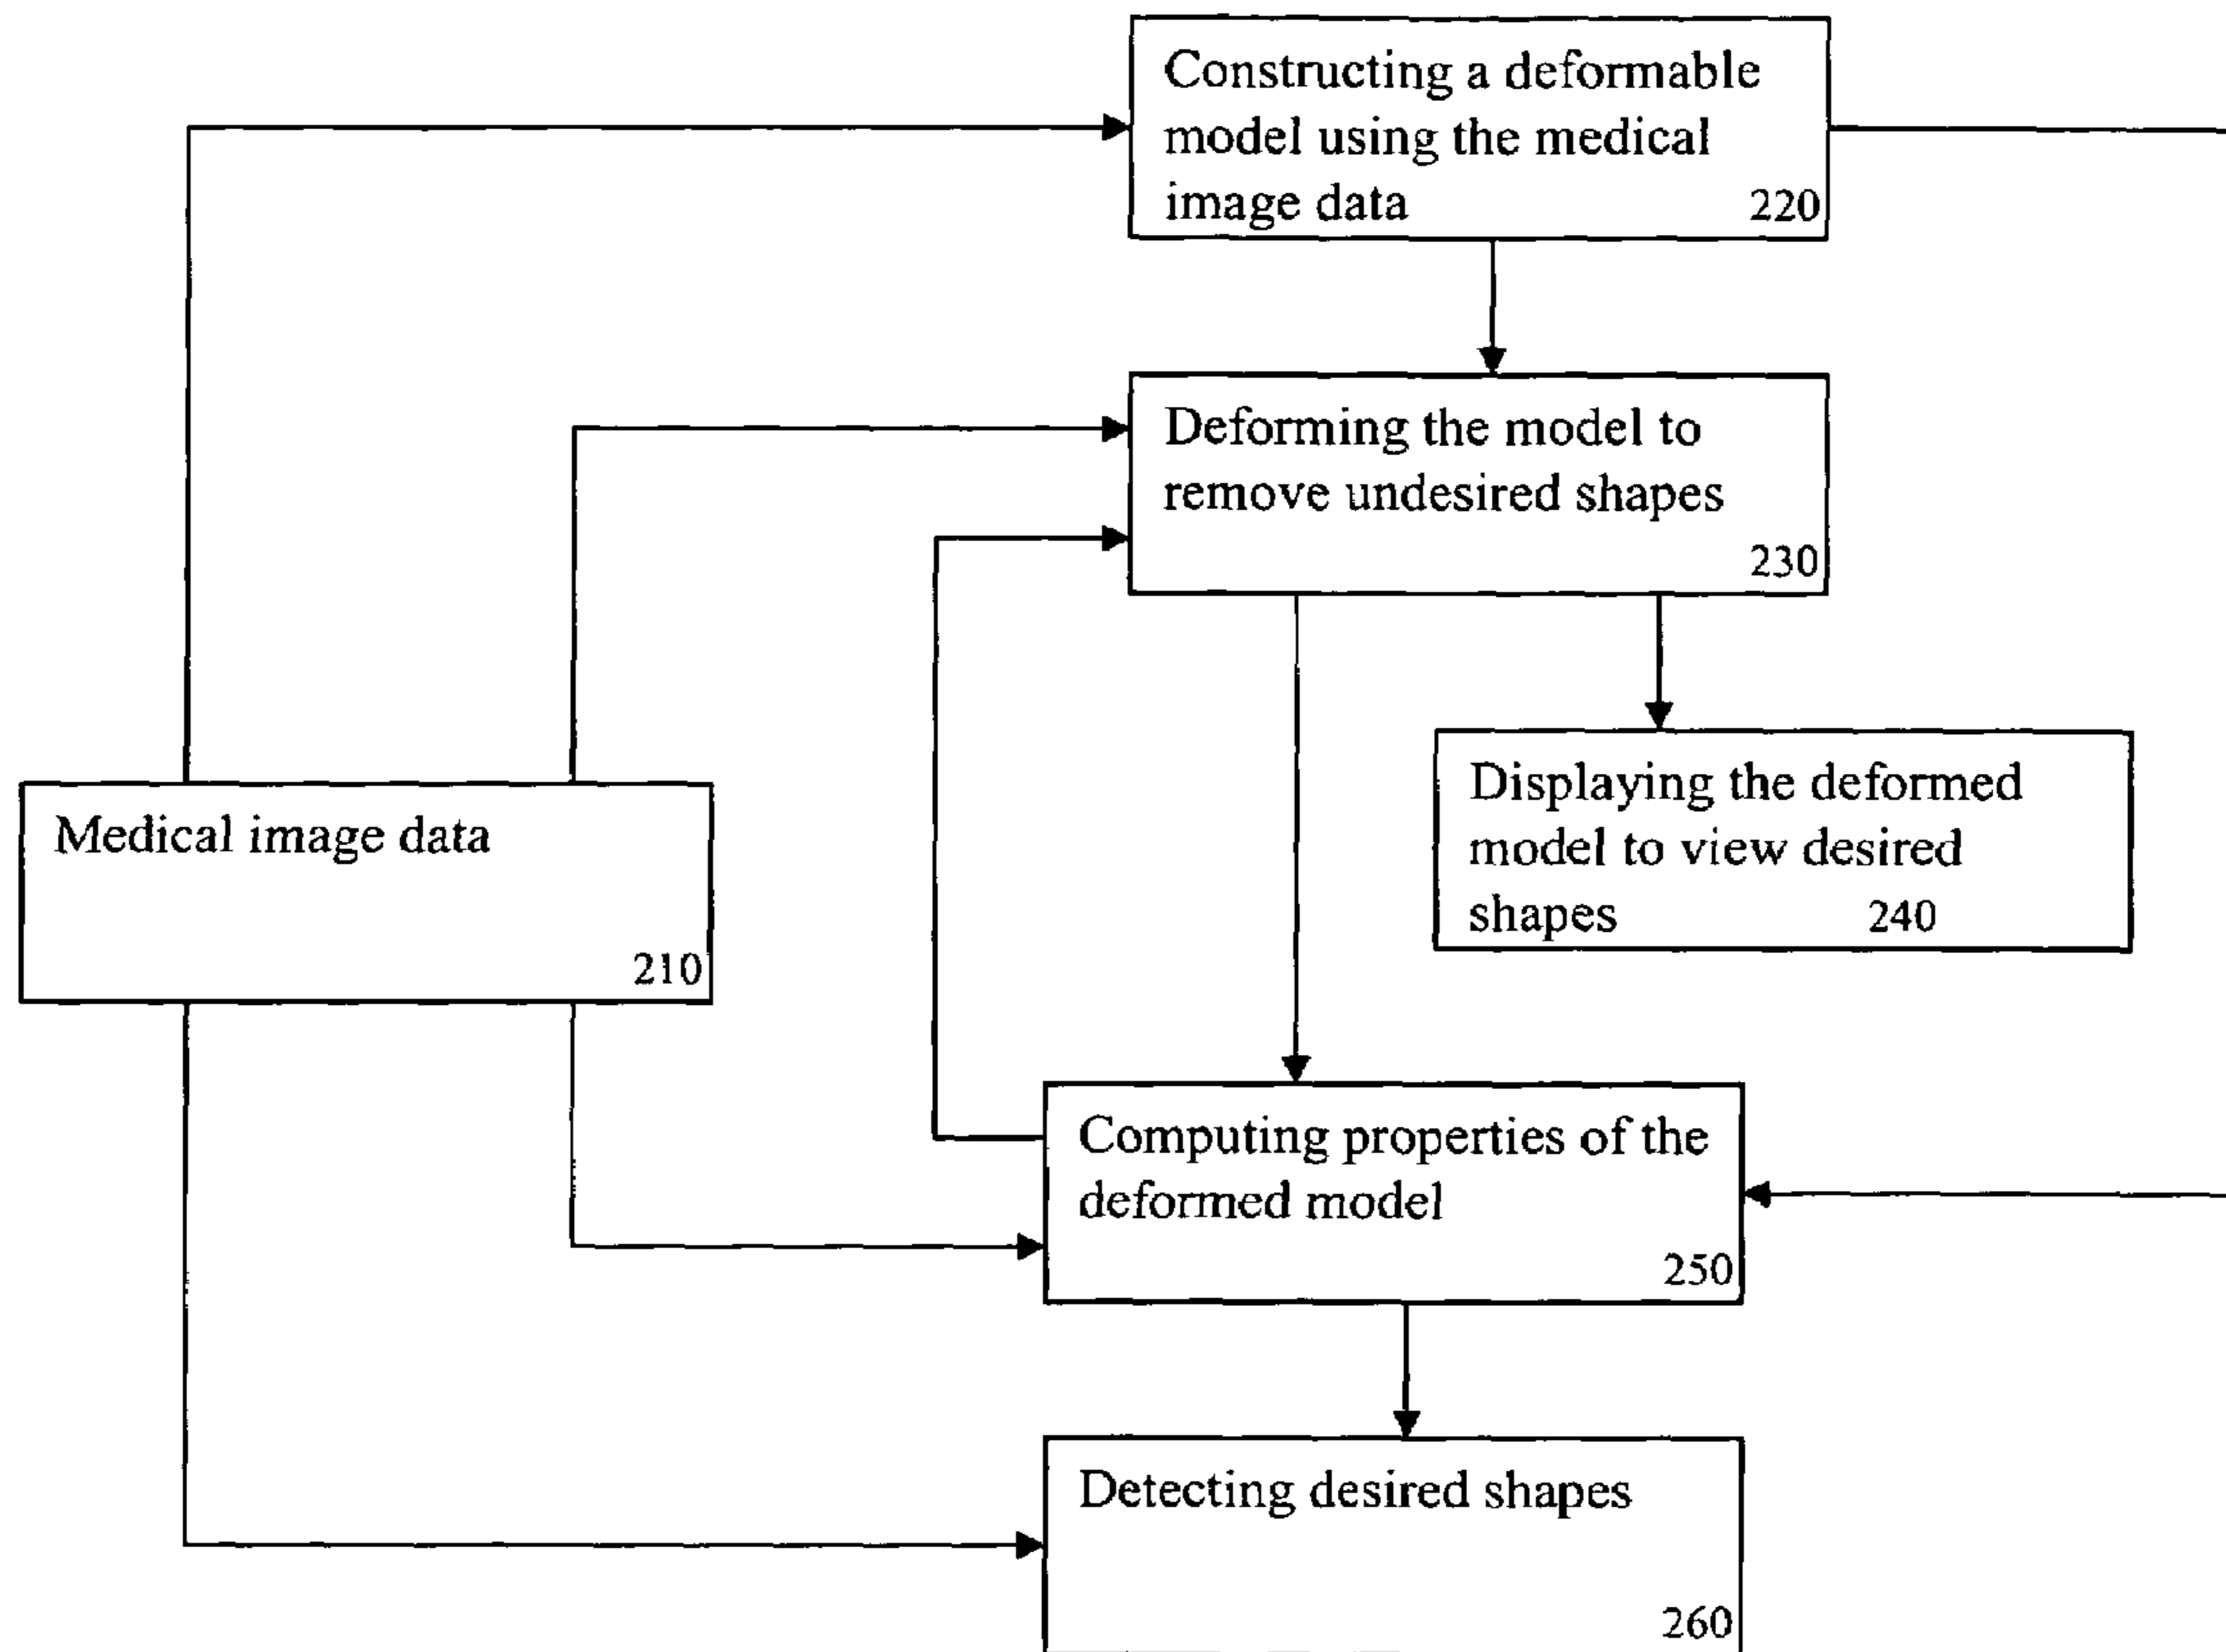 Constructing a deformable
model using the medical
image data 220
Deforming the model to
remove undesired shapes
230
Displaying the deformed
model to view desired
shapes 240
Medical image data
210
Computing properties of the
deformed model
250
Detecting desired shapes
260